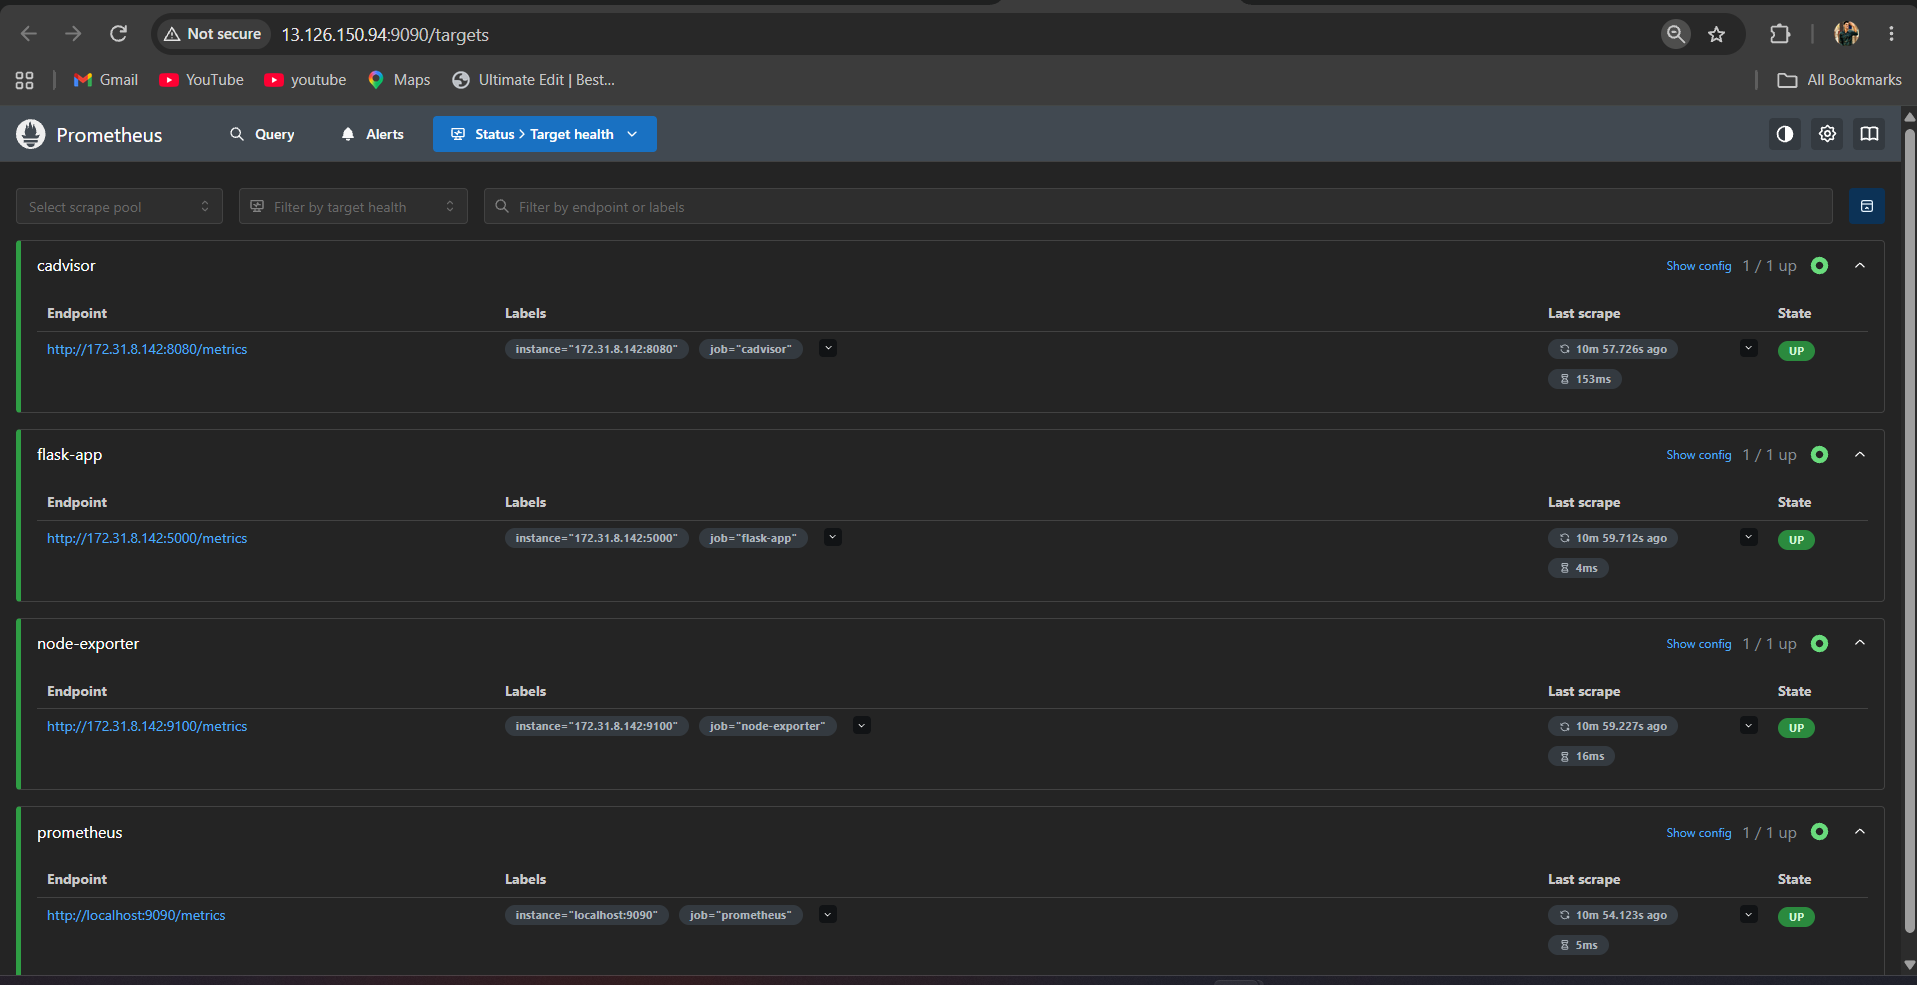 Not secure 13.126.150.94:9090/targets
Gmail YouTube youtube Maps Ultimate Edit | Best... All Bookmarks
Prometheus Query Alerts Status > Target health
Select scrape pool Filter by target health Filter by endpoint or labels
cadvisor Show config 1 / 1 up
Endpoint Labels Last scrape State
http://172.31.8.142:8080/metrics instance="172.31.8.142:8080" job="cadvisor" 10m 57.726s ago UP
153ms
flask-app Show config 1 / 1 up
Endpoint Labels Last scrape State
http://172.31.8.142:5000/metrics instance="172.31.8.142:5000" job="flask-app" 10m 59.712s ago UP
4ms
node-exporter Show config 1 / 1 up
Endpoint Labels Last scrape State
http://172.31.8.142:9100/metrics instance="172.31.8.142:9100" job="node-exporter" 10m 59.227s ago UP
16ms
prometheus Show config 1 / 1 up
Endpoint Labels Last scrape State
http://localhost:9090/metrics instance="localhost:9090" job="prometheus" 10m 54.123s ago UP
5ms